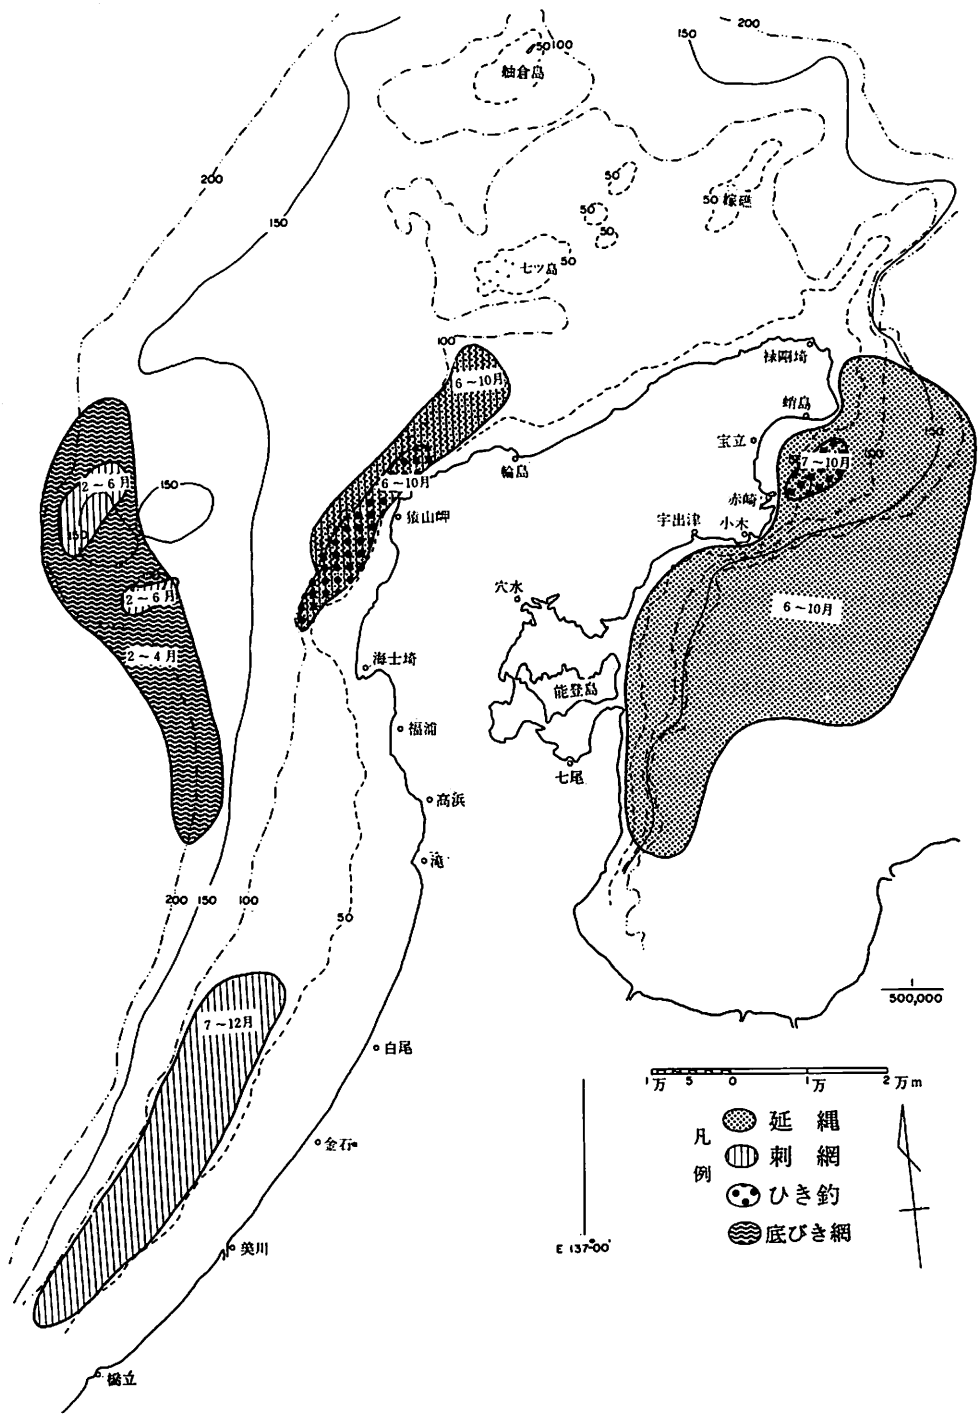 200
150
50100
舳倉島
200
150
50
50
50
50 嫁礁
七ツ島 50
100
6～10月
禄剛埼
蛸島
宝立
7～10月
150
100
輪島
6～10月
猿山岬
赤崎
宇出津
小木
2～6月
150
150
2～6月
2～4月
穴水
6～10月
海士埼
能登島
福浦
七尾
高浜
滝
200 150 100
50
7～12月
白尾
金石
美川
橋立
1
500,000
1万 5 0 1万 2万m
凡例
延縄
刺網
ひき釣
底びき網
E 137°00'